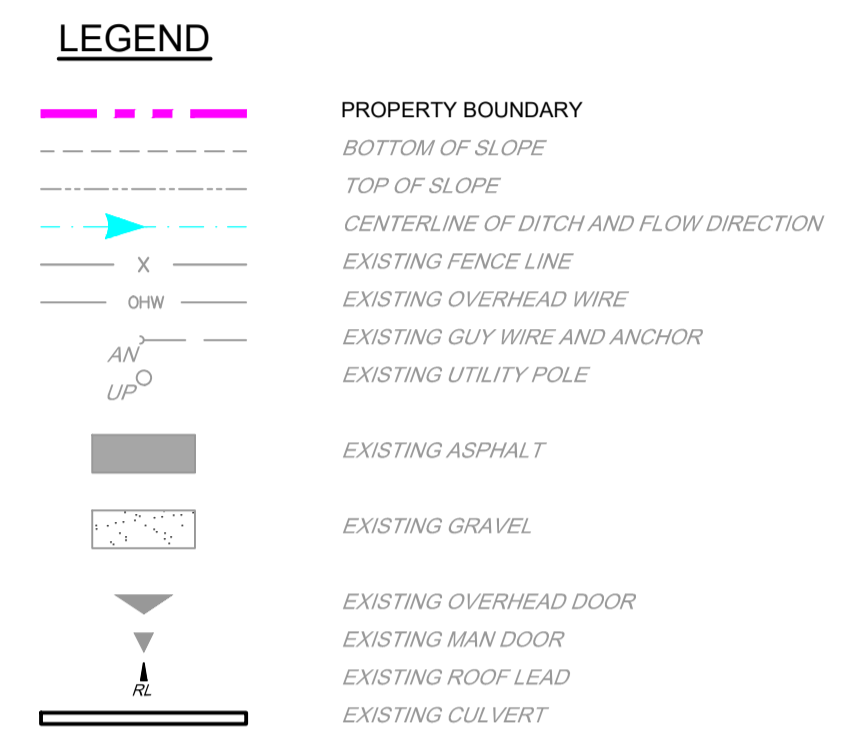 LEGEND
PROPERTY BOUNDARY
BOTTOM OF SLOPE
TOP OF SLOPE
CENTERLINE OF DITCH AND FLOW DIRECTION
X EXISTING FENCE LINE
OHW EXISTING OVERHEAD WIRE
AN EXISTING GUY WIRE AND ANCHOR
UP EXISTING UTILITY POLE
EXISTING ASPHALT
EXISTING GRAVEL
EXISTING OVERHEAD DOOR
EXISTING MAN DOOR
RL EXISTING ROOF LEAD
EXISTING CULVERT